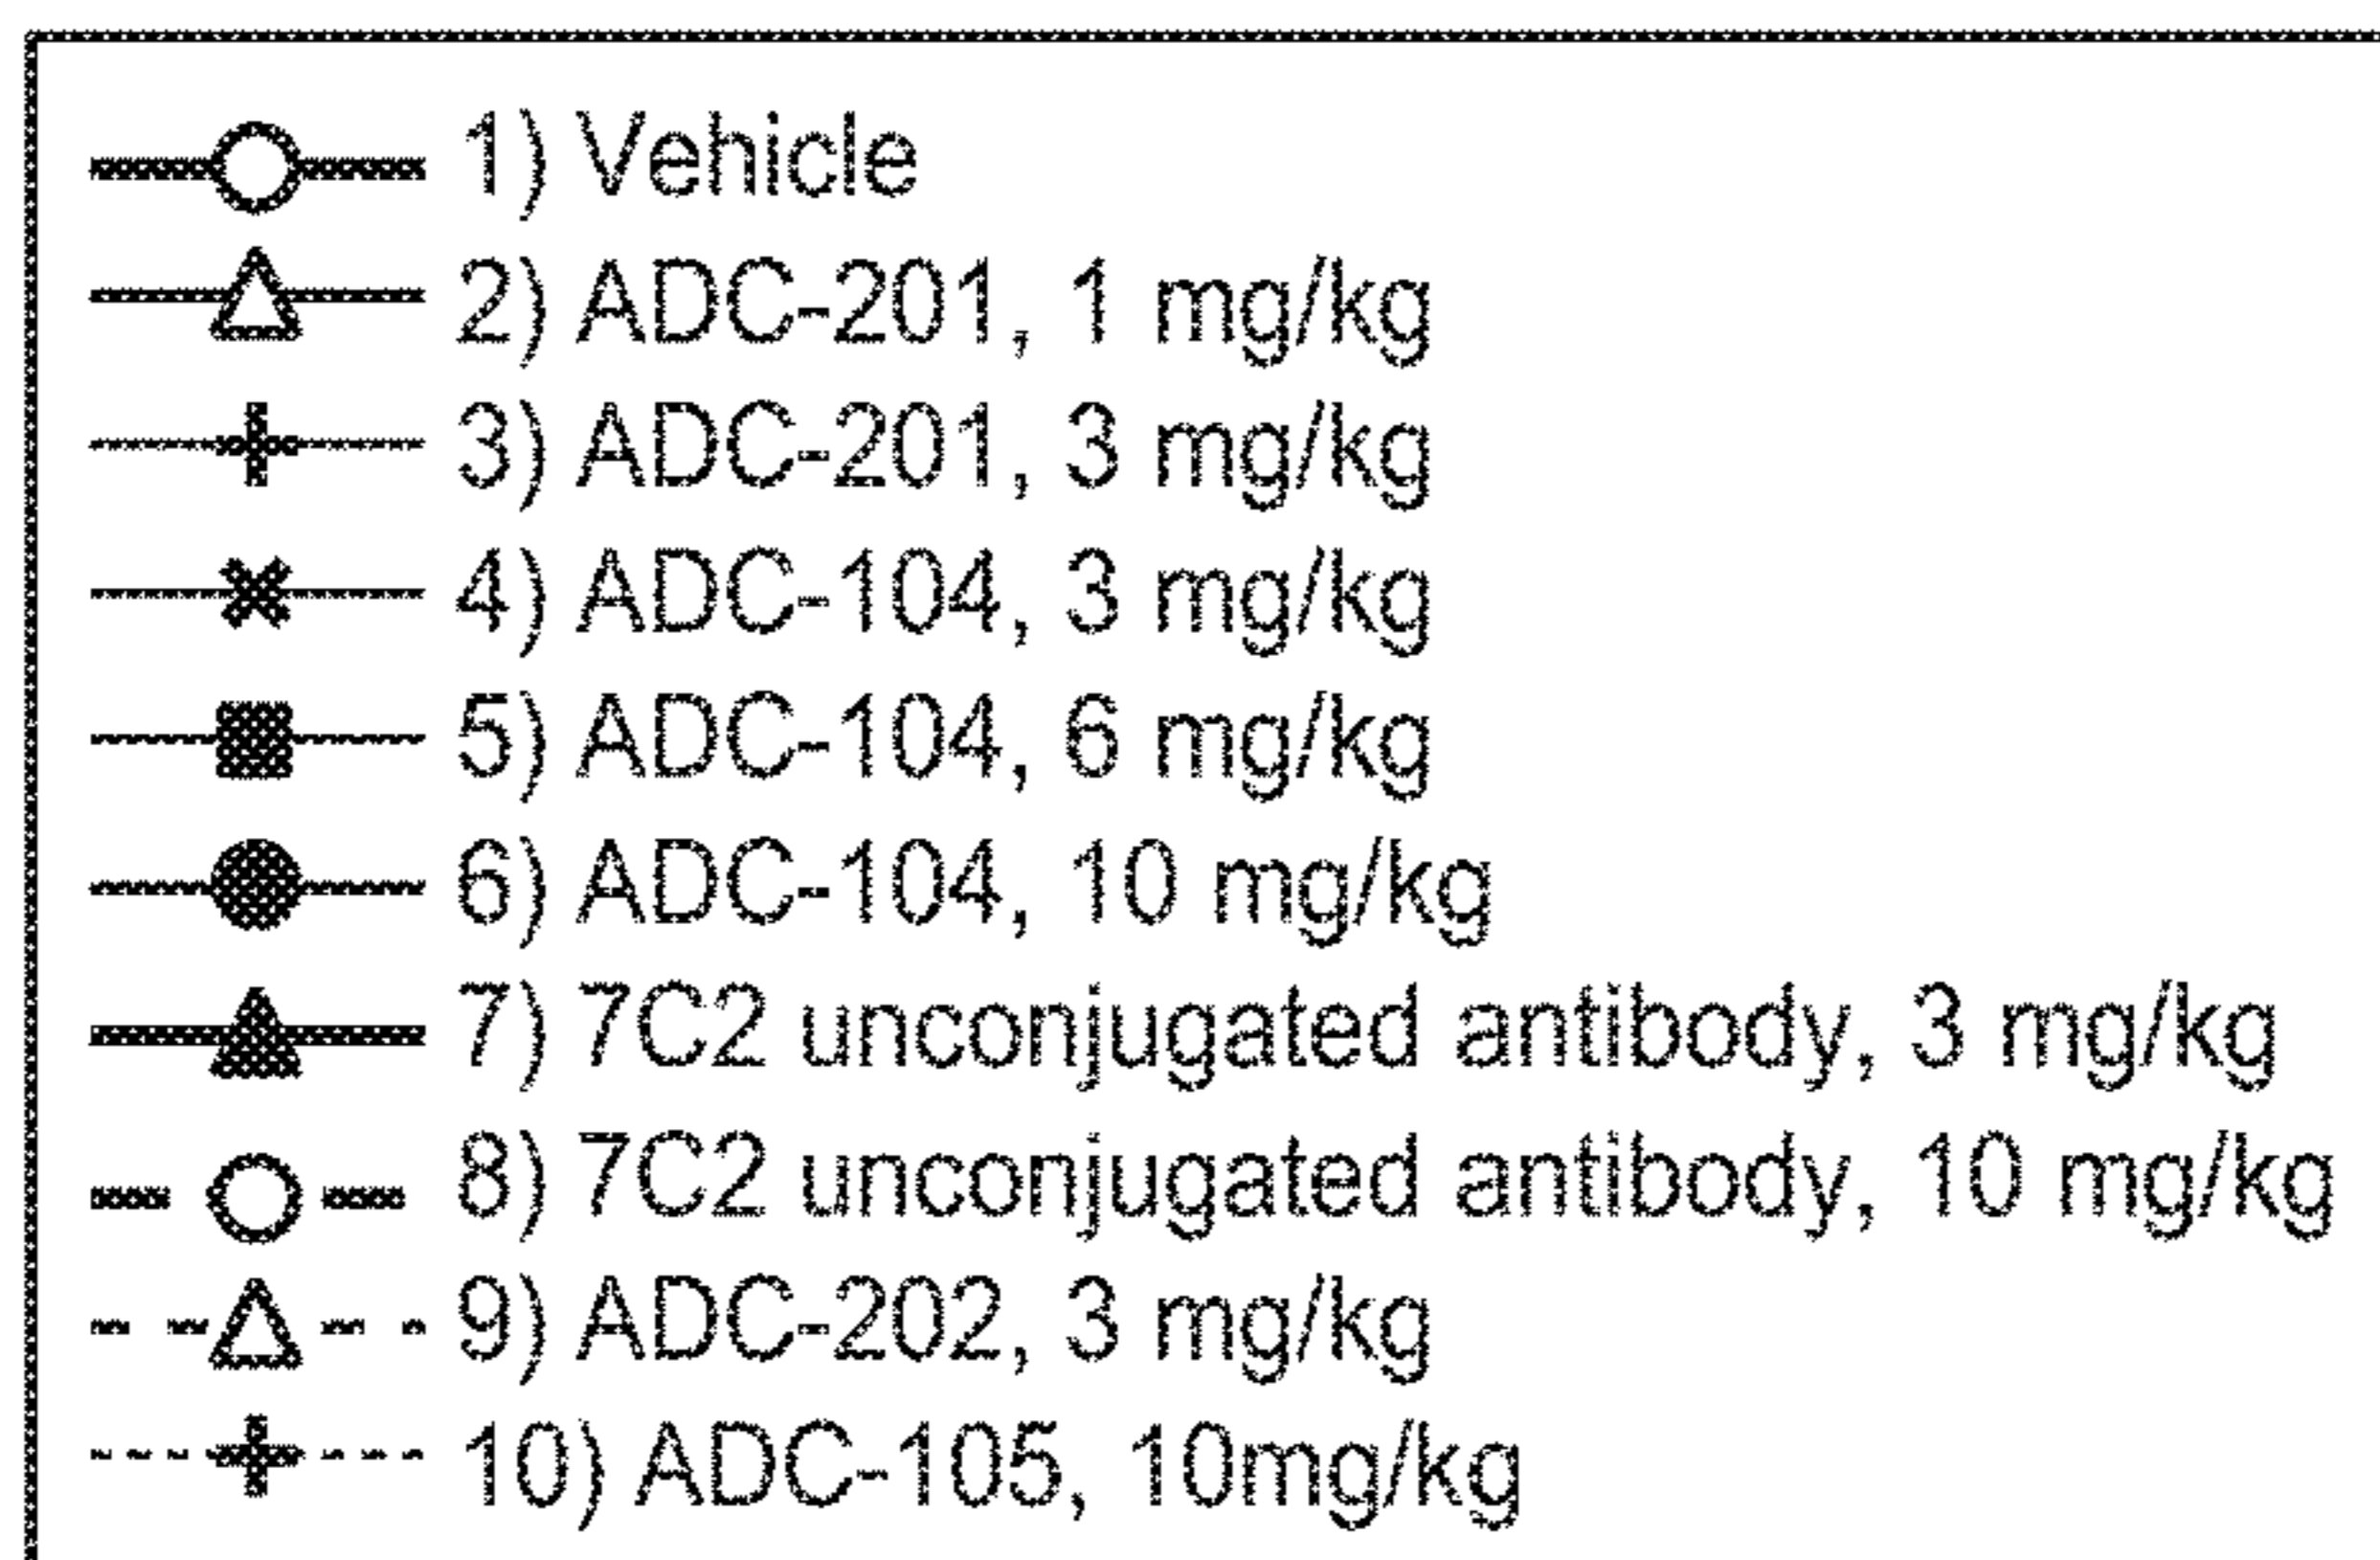 1) Vehicle
2) ADC-201, 1 mg/kg
3) ADC-201, 3 mg/kg
4) ADC-104, 3 mg/kg
5) ADC-104, 6 mg/kg
6) ADC-104, 10 mg/kg
7) 7C2 unconjugated antibody, 3 mg/kg
8) 7C2 unconjugated antibody, 10 mg/kg
9) ADC-202, 3 mg/kg
10) ADC-105, 10mg/kg